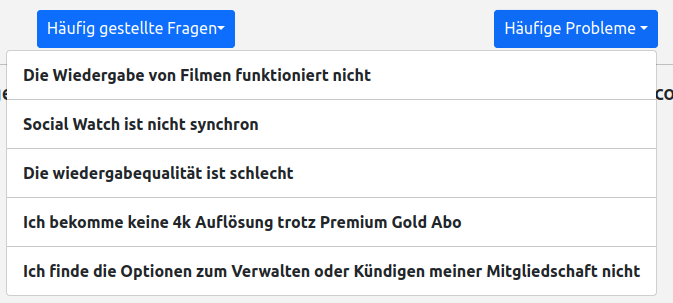 Häufig gestellte Fragen
Häufige Probleme
Die Wiedergabe von Filmen funktioniert nicht
Social Watch ist nicht synchron
Die wiedergabequalität ist schlecht
Ich bekomme keine 4k Auflösung trotz Premium Gold Abo
Ich finde die Optionen zum Verwalten oder Kündigen meiner Mitgliedschaft nicht